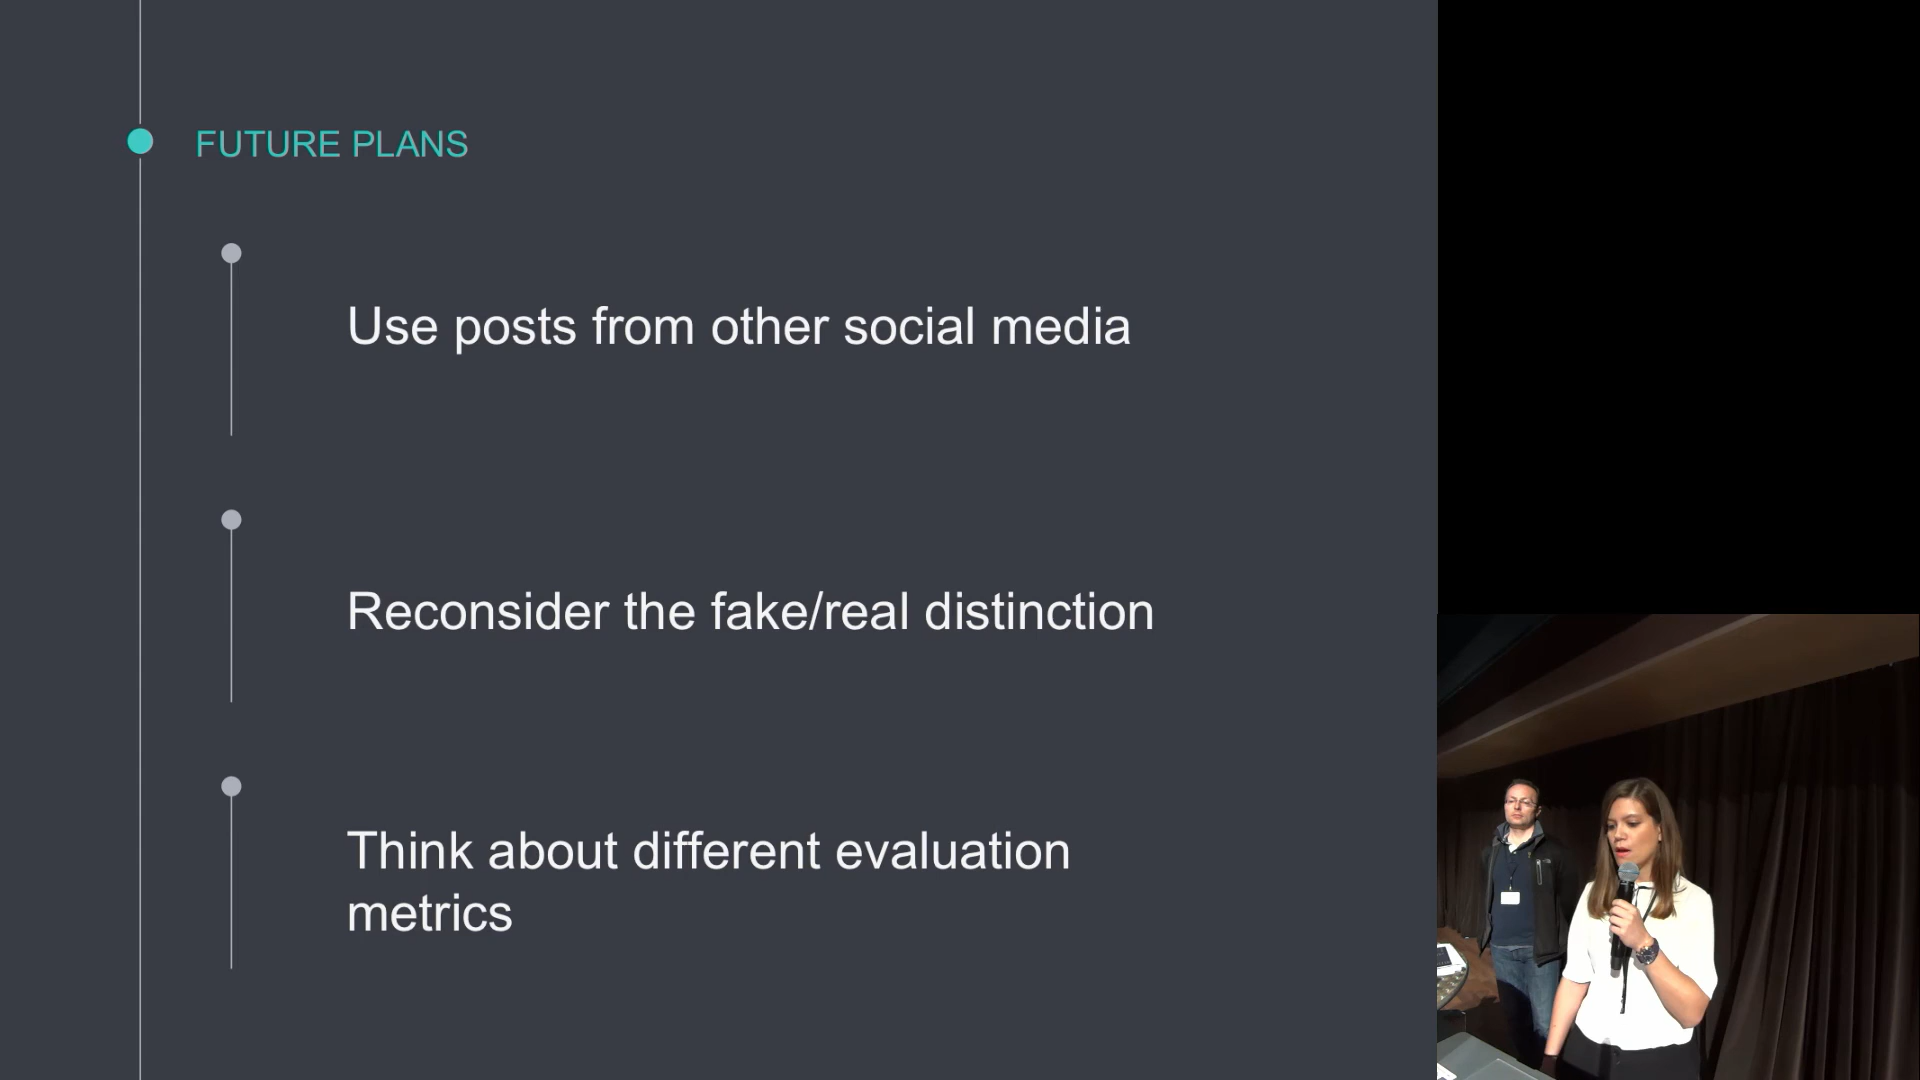 FUTURE PLANS
Use posts from other social media
Reconsider the fake/real distinction
Think about different evaluation
metrics